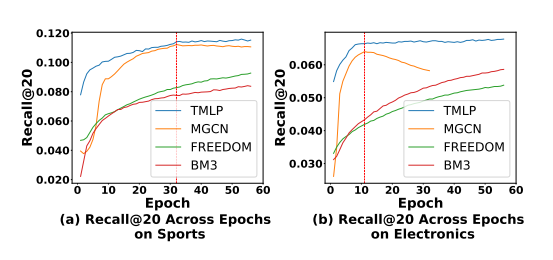 0.120
0.100
0.080
0.060
0.040
0.020
Recall@20
TMLP
MGCN
FREEDOM
BM3
0 10 20 30 40 50 60
Epoch
(a) Recall@20 Across Epochs
on Sports
0.060
0.050
0.040
0.030
Recall@20
TMLP
MGCN
FREEDOM
BM3
0 10 20 30 40 50 60
Epoch
(b) Recall@20 Across Epochs
on Electronics